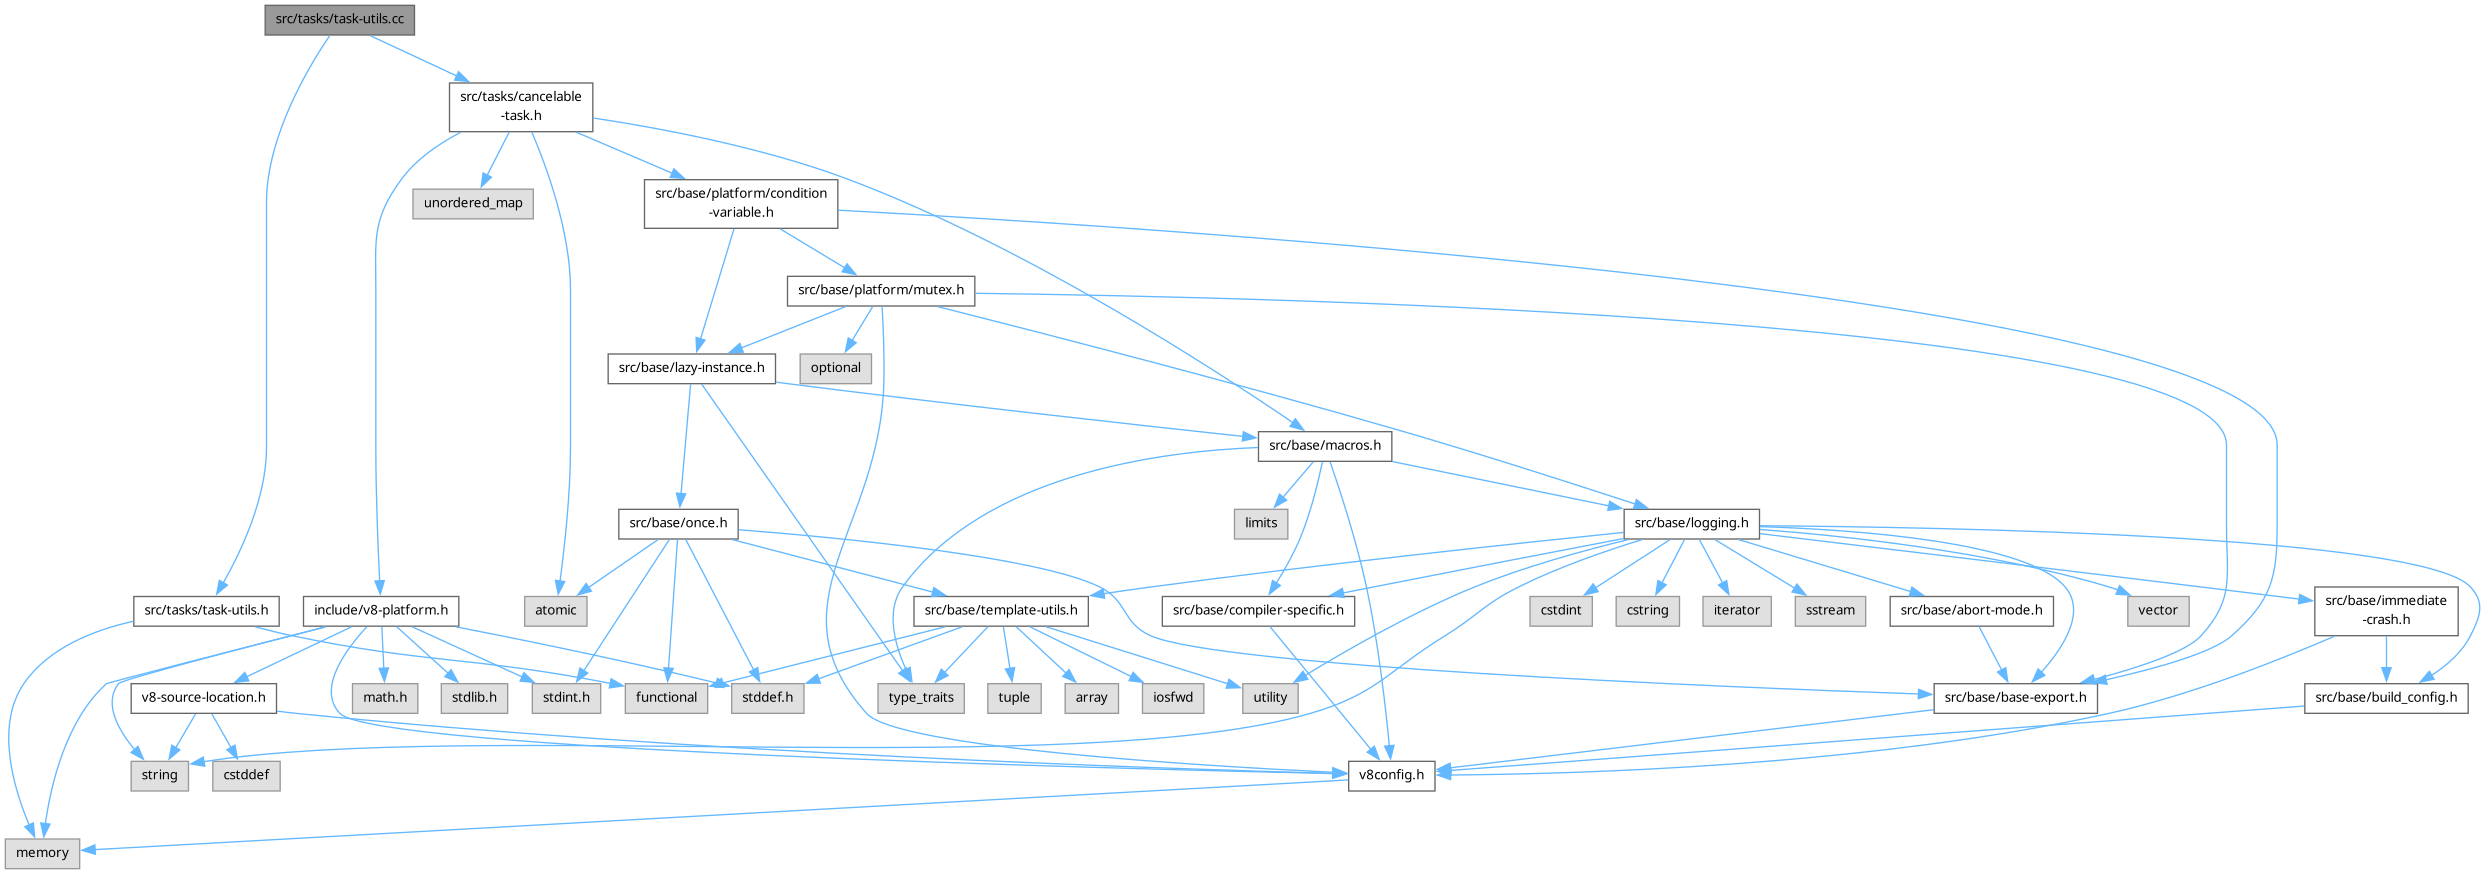 src/tasks/task-utils.cc
src/tasks/cancelable
-task.h
unordered_map
src/base/platform/condition
-variable.h
src/base/platform/mutex.h
src/base/lazy-instance.h
optional
src/base/macros.h
src/base/once.h
limits
src/base/logging.h
src/tasks/task-utils.h
include/v8-platform.h
atomic
src/base/template-utils.h
src/base/compiler-specific.h
cstdint
cstring
iterator
sstream
src/base/abort-mode.h
vector
src/base/immediate
-crash.h
v8-source-location.h
math.h
stdlib.h
stdint.h
functional
stddef.h
type_traits
tuple
array
iosfwd
utility
src/base/base-export.h
src/base/build_config.h
string
cstddef
v8config.h
memory